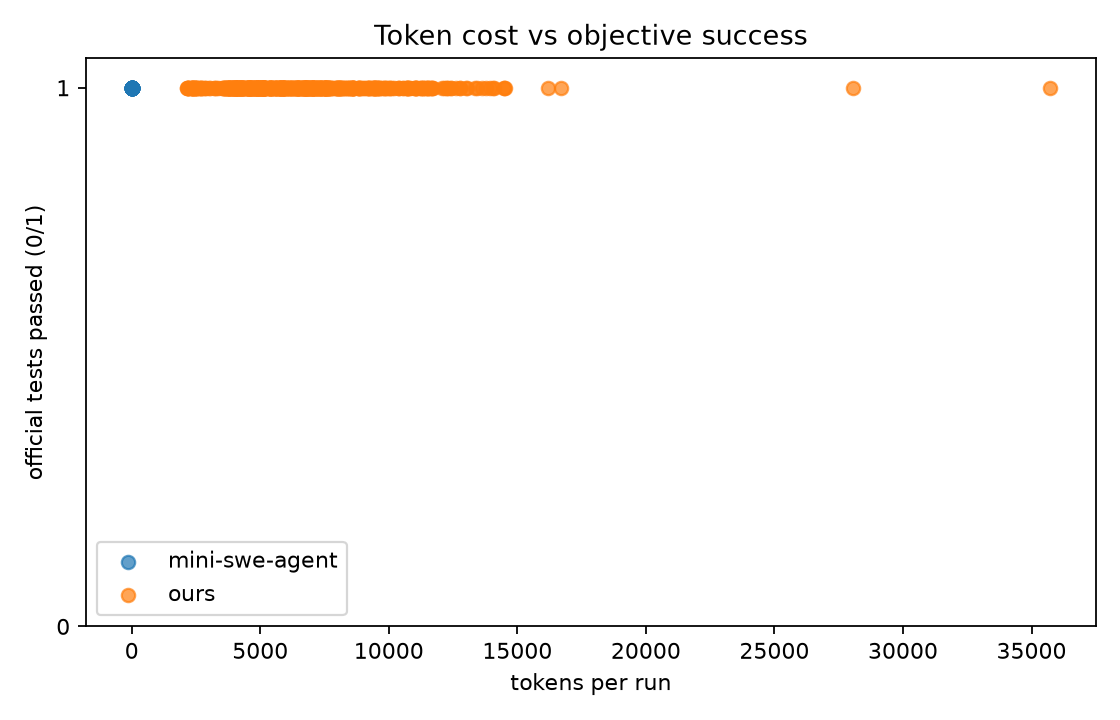 Token cost vs objective success
official tests passed (0/1)
1
0
mini-swe-agent
ours
0 5000 10000 15000 20000 25000 30000 35000
tokens per run